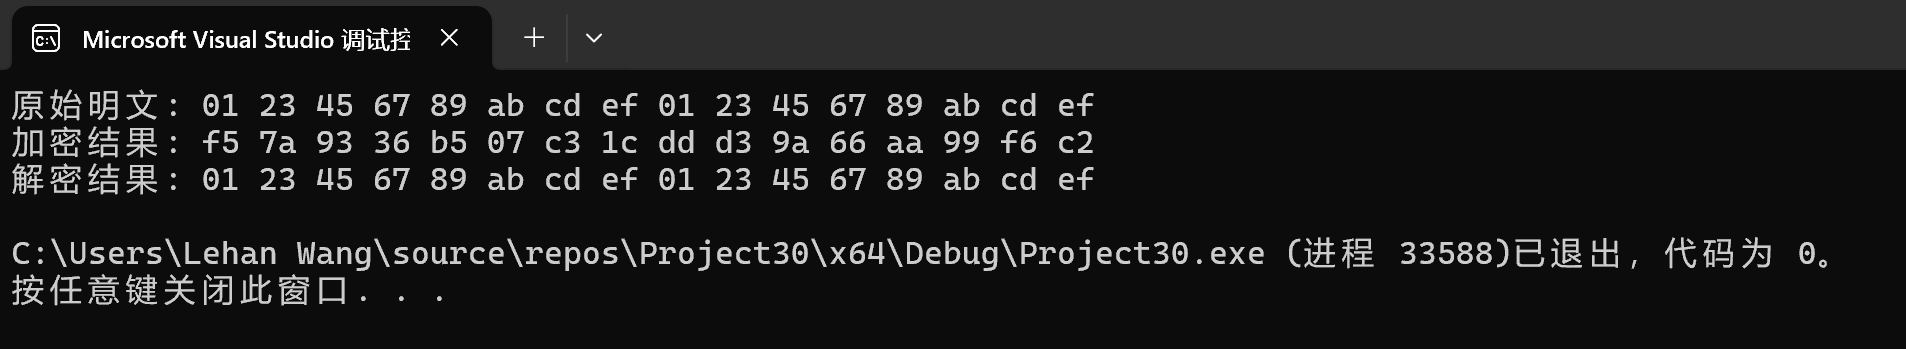 Microsoft Visual Studio 调试控
原始明文: 01 23 45 67 89 ab cd ef 01 23 45 67 89 ab cd ef
加密结果: f5 7a 93 36 b5 07 c3 1c dd d3 9a 66 aa 99 f6 c2
解密结果: 01 23 45 67 89 ab cd ef 01 23 45 67 89 ab cd ef
C:\Users\Lehan Wang\source\repos\Project30\x64\Debug\Project30.exe (进程 33588)已退出，代码为 0。
按任意键关闭此窗口. . .